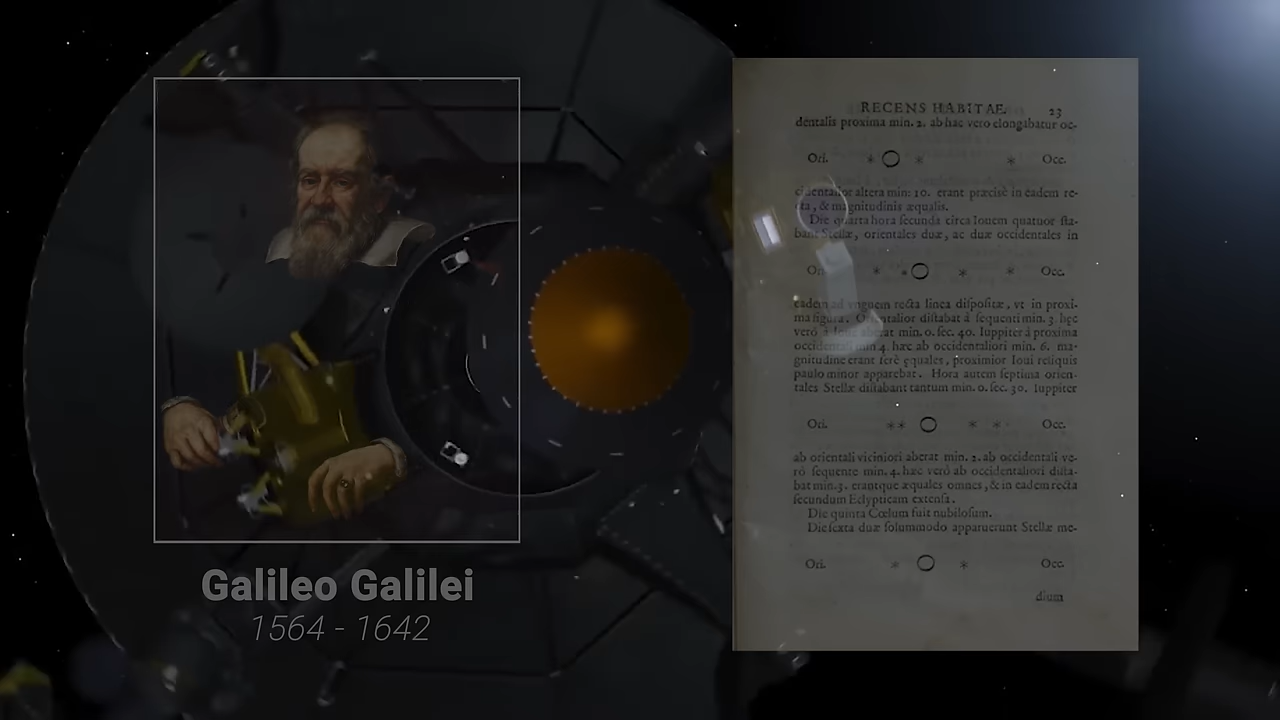 Galileo Galilei
1564 - 1642
RECENS HABITAE. 23
dentalis proxima min. 2. ab hac vero elongabatur oc-
Ori. * O * * Occ.
cidentalior altera min: 10. erant præcisè in eadem re-
cta, & magnitudinis æqualis.
Die quarta hora secunda circa Iouem quatuor sta-
bant Stellæ, orientales duæ, ac duæ occidentales in
* * O * * Occ.
eadem ad vnguem recta linea dispositæ, vt in proxi-
ma figura. Orientalior distabat à sequenti min. 3. hęc
verò à Ioue aberat min. 0. sec. 40. Iuppiter à proxima
occidentali min 4. hæc ab occidentaliori min. 6. ma-
gnitudine erant ferè ęquales, proximior Ioui reliquis
paulo minor apparebat. Hora autem septima orien-
tales Stellæ distabant tantum min. 0. sec. 30. Iuppiter
Ori. ** O * * Occ.
ab orientali viciniori aberat min. 2. ab occidentali ve-
rò sequente min. 4. hæc verò ab occidentaliori dista-
bat min. 3. erantque æquales omnes, & in eadem recta
secundum Eclypticam extensa.
Die quinta Cœlum fuit nubilosum.
Die sexta duæ solummodo apparuerunt Stellæ me-
Ori. * O * Occ.
dium